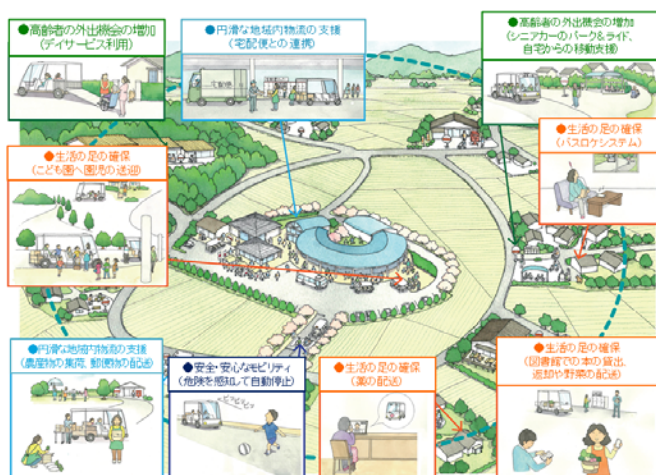 ●高齢者の外出機会の増加
(デイサービス利用)
●円滑な地域内物流の支援
(宅配便との連携)
●高齢者の外出機会の増加
(シニアカーのパーク&ライド、
自宅からの移動支援)
●生活の足の確保
(こども園へ園児の送迎)
●生活の足の確保
(バスロケシステム)
●円滑な地域内物流の支援
(農産物の集荷、郵便物の配送)
●安全・安心なモビリティ
(危険を感知して自動停止)
●生活の足の確保
(薬の配送)
●生活の足の確保
(図書館での本の貸出、
返却や野菜の配送)